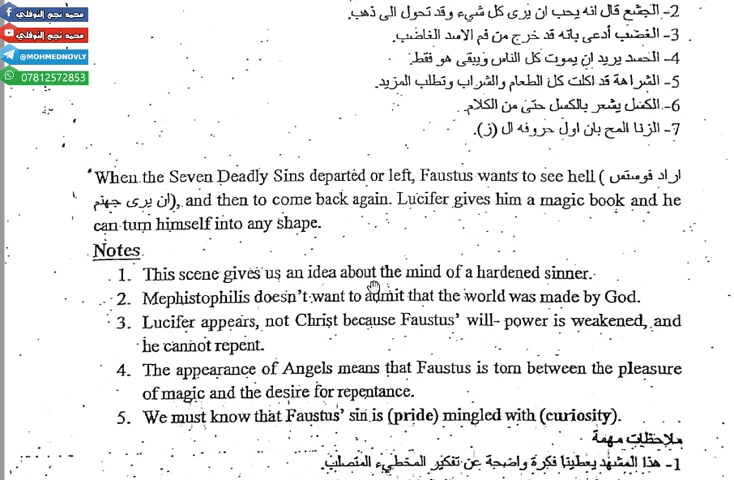 محمد نجم النوفلي
محمد نجم النوفلي
@MOHMEDNOVLY
07812572853
2- الجشع قال انه يحب ان يرى كل شيء وقد تحول الى ذهب.
3- الغضب أدعى بانه قد خرج من فم الاسد الغاضب.
4- الحسد يريد ان يموت كل الناس ويبقى هو فقط.
5- الشراهة قد اكلت كل الطعام والشراب وتطلب المزيد.
6- الكسل يشعر بالكسل حتى من الكلام.
7- الزنا المح بان اول حروفه ال (ز).
When the Seven Deadly Sins departed or left, Faustus wants to see hell (اراد فوستس
ان يرى جهنم), and then to come back again. Lucifer gives him a magic book and he
can turn himself into any shape.
Notes
1. This scene gives us an idea about the mind of a hardened sinner.
2. Mephistophilis doesn't want to admit that the world was made by God.
3. Lucifer appears, not Christ because Faustus' will- power is weakened, and
he cannot repent.
4. The appearance of Angels means that Faustus is torn between the pleasure
of magic and the desire for repentance.
5. We must know that Faustus' sin is (pride) mingled with (curiosity).
ملاحظات مهمة
1- هذا المشهد يعطينا فكرة واضحة عن تفكير المخطيء المتصلب.